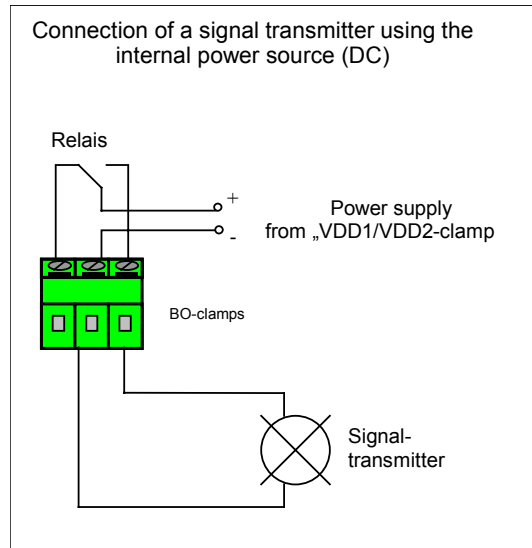 Connection of a signal transmitter using the
internal power source (DC)
Relais
+
Power supply
-
from „VDD1/VDD2-clamp
BO-clamps
Signal-
transmitter